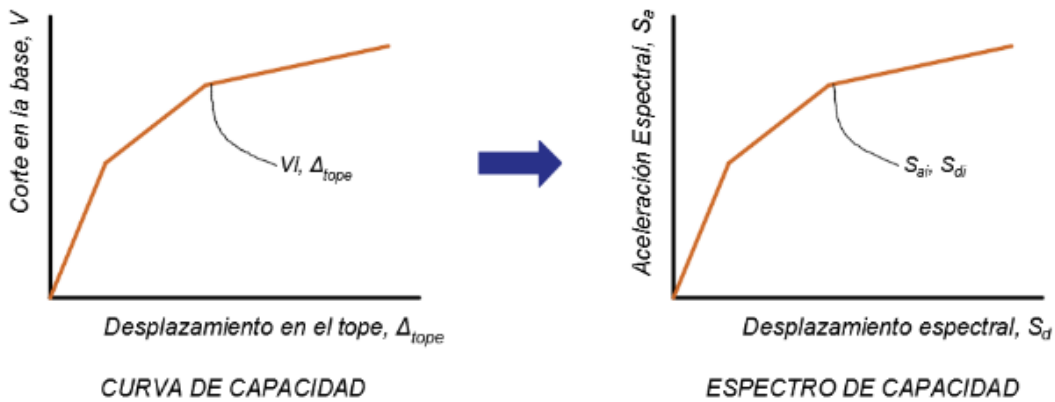 Corte en la base, V
Vi, Δtope
Desplazamiento en el tope, Δtope
CURVA DE CAPACIDAD
Aceleración Espectral, Sa
Sai, Sdi
Desplazamiento espectral, Sd
ESPECTRO DE CAPACIDAD